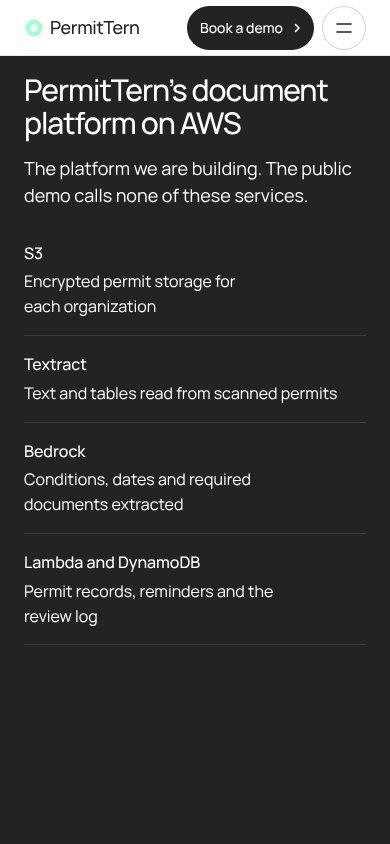 PermitTern
Book a demo
PermitTern’s document
platform on AWS
The platform we are building. The public
demo calls none of these services.
S3
Encrypted permit storage for
each organization
Textract
Text and tables read from scanned permits
Bedrock
Conditions, dates and required
documents extracted
Lambda and DynamoDB
Permit records, reminders and the
review log